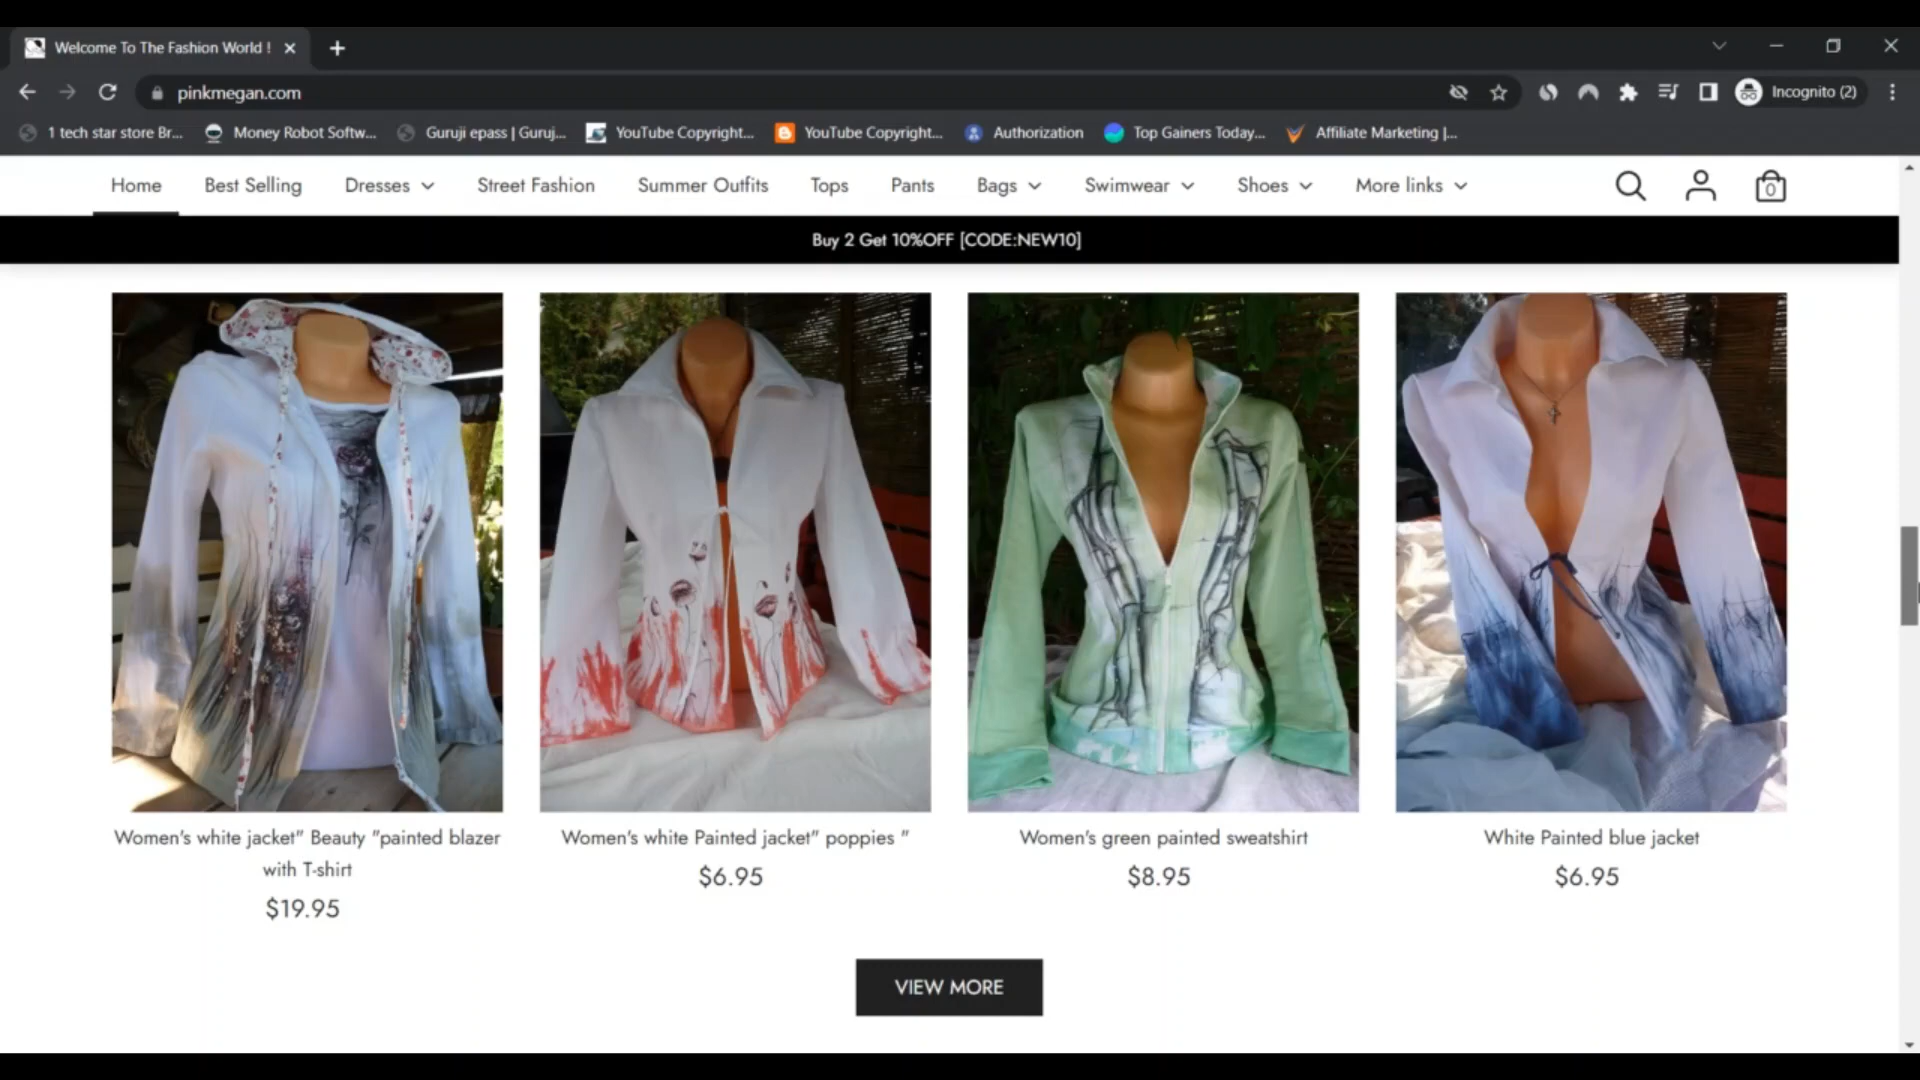 Welcome To The Fashion World !
pinkmegan.com
Incognito (2)
1 tech star store Br...
Money Robot Softw...
Guruji epass | Guruj...
YouTube Copyright...
YouTube Copyright...
Authorization
Top Gainers Today...
Affiliate Marketing |...
Home
Best Selling
Dresses
Street Fashion
Summer Outfits
Tops
Pants
Bags
Swimwear
Shoes
More links
0
Buy 2 Get 10%OFF [CODE:NEW10]
Women's white jacket" Beauty "painted blazer
with T-shirt
$19.95
Women's white Painted jacket" poppies "
$6.95
Women's green painted sweatshirt
$8.95
White Painted blue jacket
$6.95
VIEW MORE